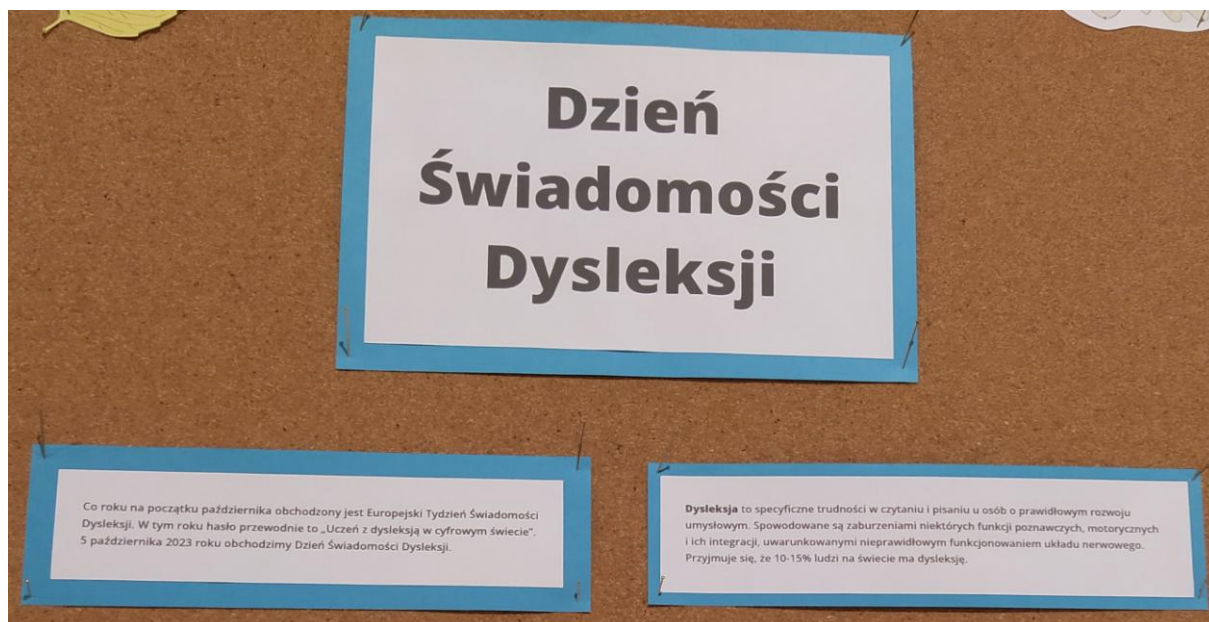 Dzień
Świadomości
Dysleksji
Co roku na początku października obchodzony jest Europejski Tydzień Świadomości
Dysleksji. W tym roku hasło przewodnie to „Uczeń z dysleksją w cyfrowym świecie”.
5 października 2023 roku obchodzimy Dzień Świadomości Dysleksji.
Dysleksja to specyficzne trudności w czytaniu i pisaniu u osób o prawidłowym rozwoju
umysłowym. Spowodowane są zaburzeniami niektórych funkcji poznawczych, motorycznych
i ich integracji, uwarunkowanymi nieprawidłowym funkcjonowaniem układu nerwowego.
Przyjmuje się, że 10-15% ludzi na świecie ma dysleksję.